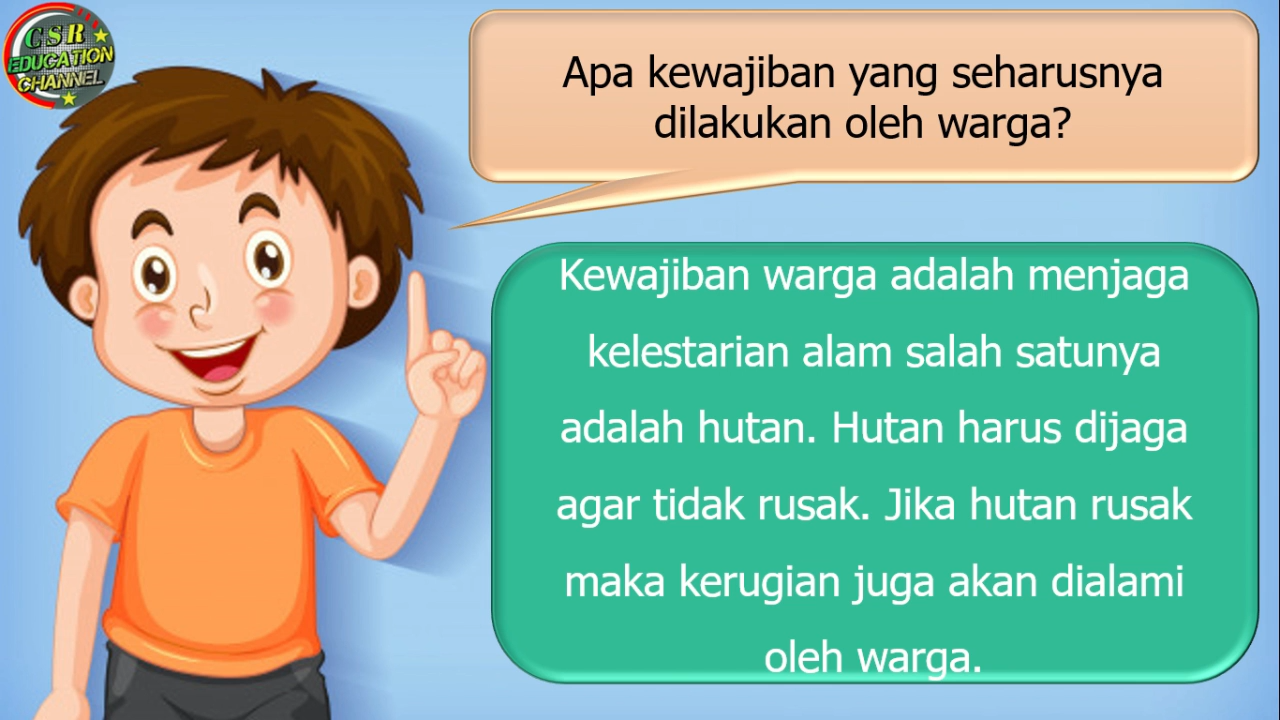 CSR
EDUCATION
CHANNEL
Apa kewajiban yang seharusnya
dilakukan oleh warga?
Kewajiban warga adalah menjaga
kelestarian alam salah satunya
adalah hutan. Hutan harus dijaga
agar tidak rusak. Jika hutan rusak
maka kerugian juga akan dialami
oleh warga.